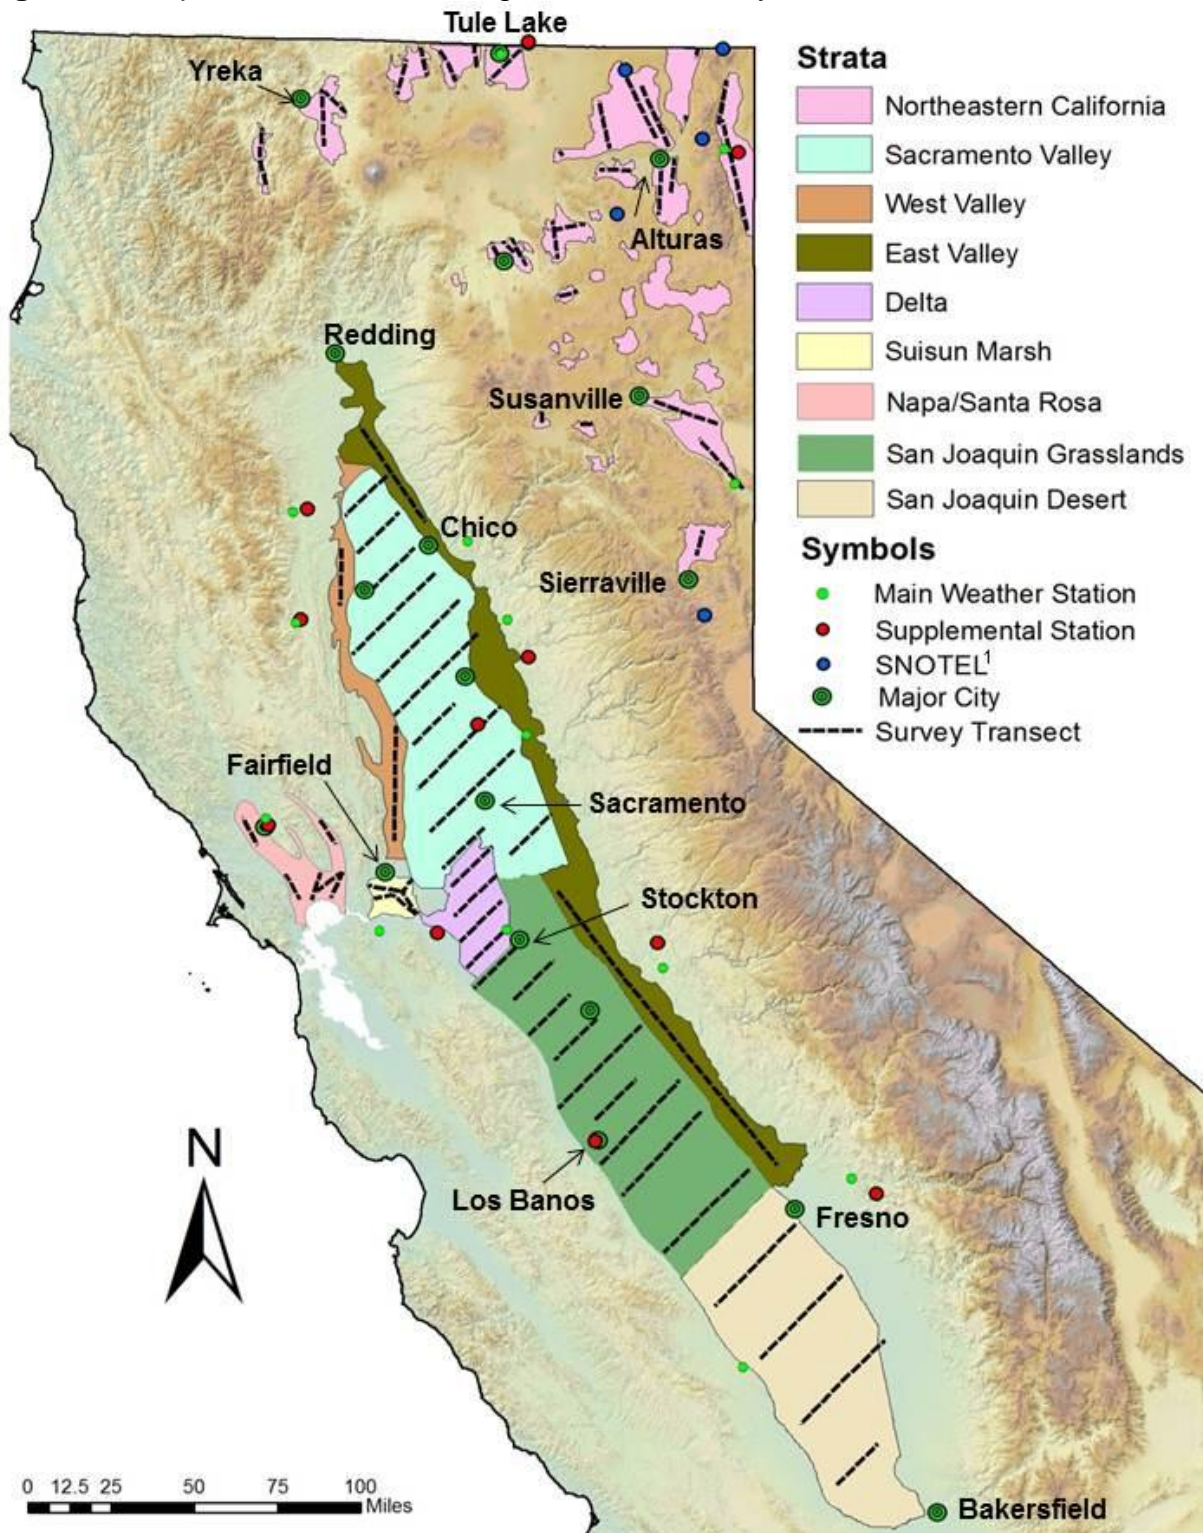 Tule Lake
Yreka
Alturas
Redding
Susanville
Chico
Sierraville
Fairfield
Sacramento
Stockton
Los Banos
Fresno
Bakersfield
N
0 12.5 25 50 75 100
Miles
Strata
Northeastern California
Sacramento Valley
West Valley
East Valley
Delta
Suisun Marsh
Napa/Santa Rosa
San Joaquin Grasslands
San Joaquin Desert
Symbols
Main Weather Station
Supplemental Station
SNOTEL1
Major City
Survey Transect